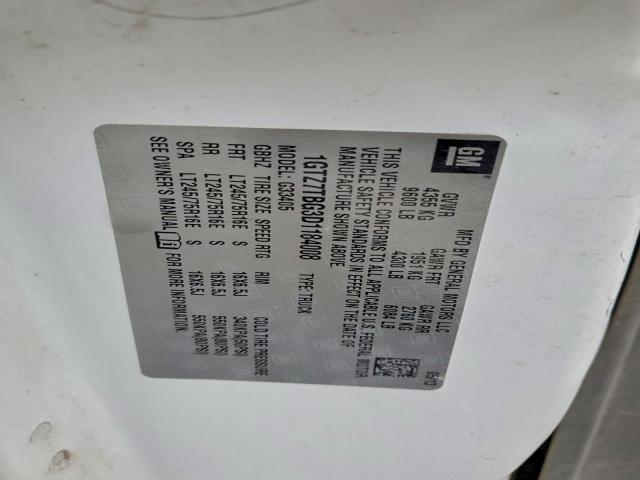 GM
MFD BY GENERAL MOTORS LLC
05/13
GVWR GAWR FRT GAWR RR
4355 KG 1951 KG 2761 KG
9600 LB 4300 LB 6084 LB
THIS VEHICLE CONFORMS TO ALL APPLICABLE U.S. FEDERAL MOTOR
VEHICLE SAFETY STANDARDS IN EFFECT ON THE DATE OF
MANUFACTURE SHOWN ABOVE.
1GTZ7TBG3D1184008 TYPE: TRUCK
MODEL: G33405
GBHZ TIRE SIZE SPEED RTG RIM COLD TIRE PRESSURE
FRT LT245/75R16E S 16X6.5J 340KPA(50PSI)
RR LT245/75R16E S 16X6.5J 550KPA(80PSI)
SPA LT245/75R16E S 16X6.5J 550KPA(80PSI)
SEE OWNER'S MANUAL FOR MORE INFORMATION.